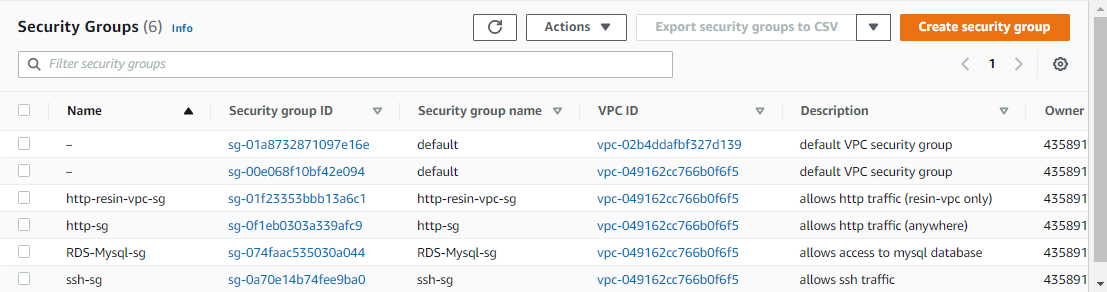 Security Groups (6) Info Actions Export security groups to CSV Create security group
Filter security groups 1
Name Security group ID Security group name VPC ID Description Owner
– sg-01a8732871097e16e default vpc-02b4ddafbf327d139 default VPC security group 435891
– sg-00e068f10bf42e094 default vpc-049162cc766b0f6f5 default VPC security group 435891
http-resin-vpc-sg sg-01f23353bbb13a6c1 http-resin-vpc-sg vpc-049162cc766b0f6f5 allows http traffic (resin-vpc only) 435891
http-sg sg-0f1eb0303a339afc9 http-sg vpc-049162cc766b0f6f5 allows http traffic (anywhere) 435891
RDS-Mysql-sg sg-074faac535030a044 RDS-Mysql-sg vpc-049162cc766b0f6f5 allows access to mysql database 435891
ssh-sg sg-0a70e14b74fee9ba0 ssh-sg vpc-049162cc766b0f6f5 allows ssh traffic 435891